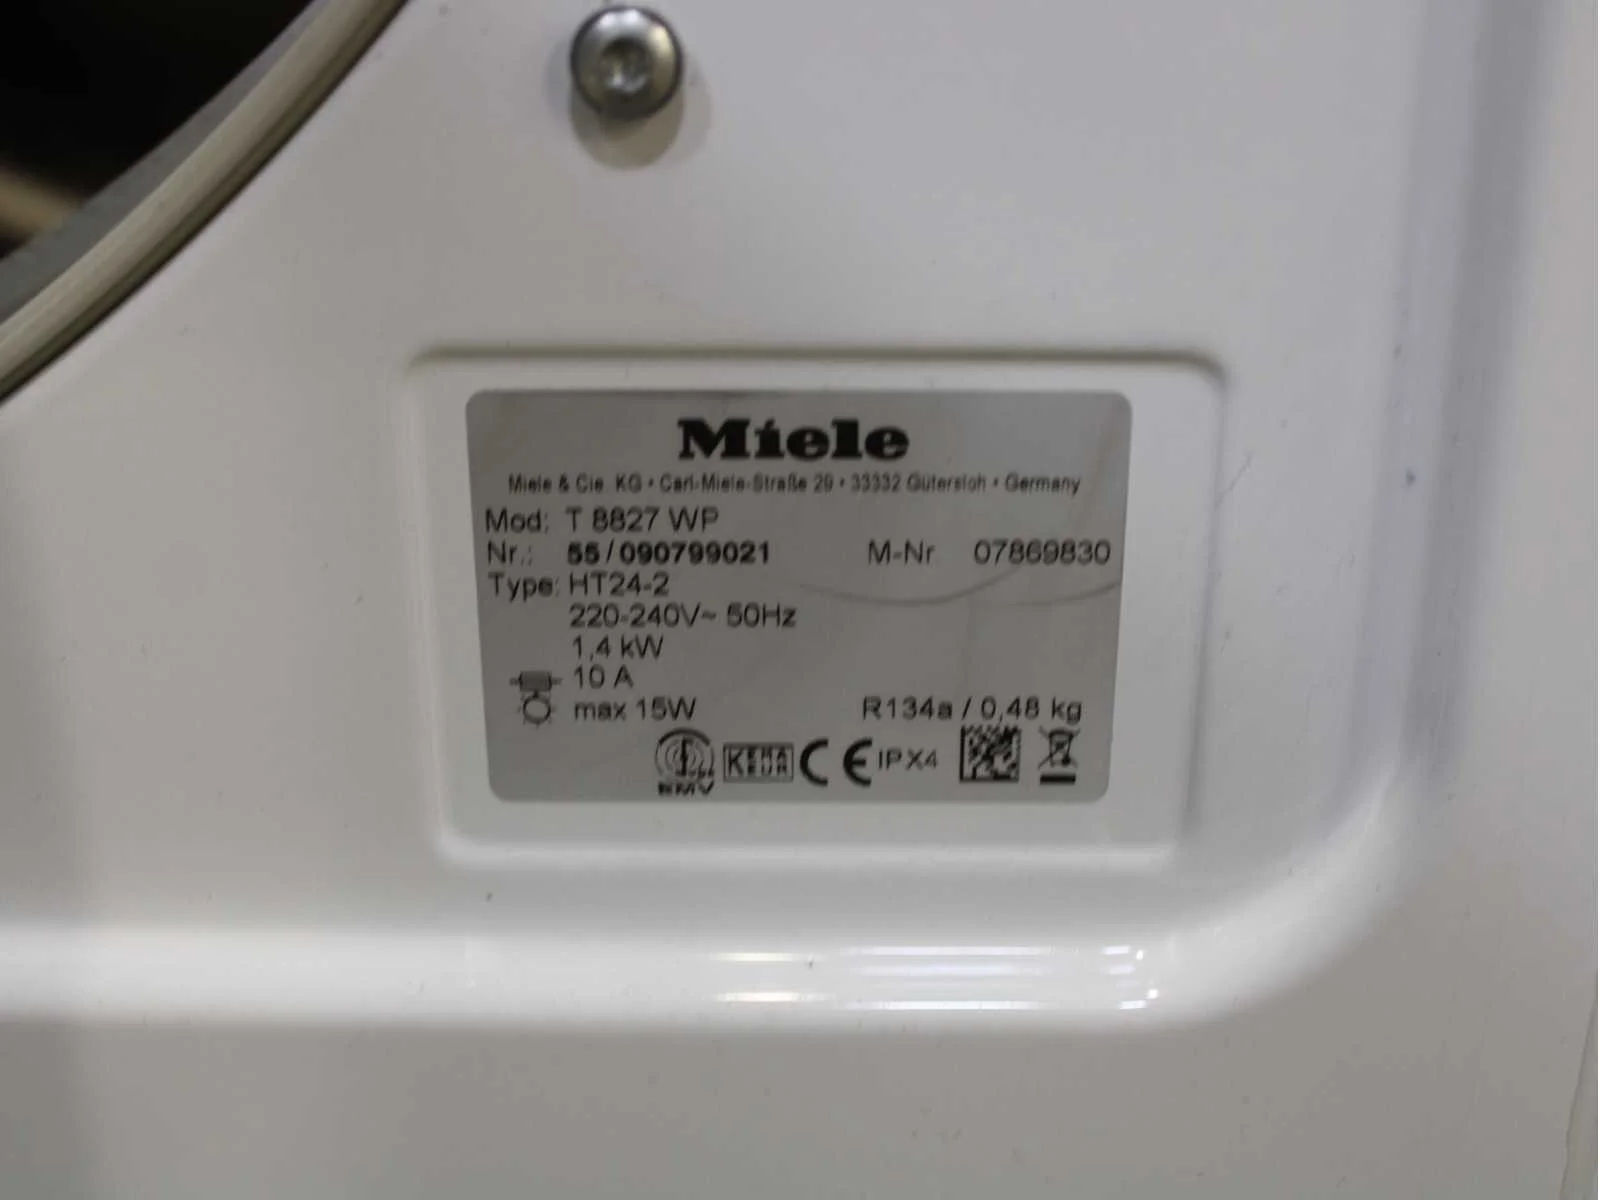 Miele
Miele & Cie. KG • Carl-Miele-Straße 29 • 33332 Gütersloh • Germany
Mod: T 8827 WP
Nr.: 55/090799021 M-Nr 07869830
Type: HT24-2
220-240V~ 50Hz
1,4 kW
10 A
max 15W R134a / 0,48 kg
KEMA KEUR CE IPX4
EMV